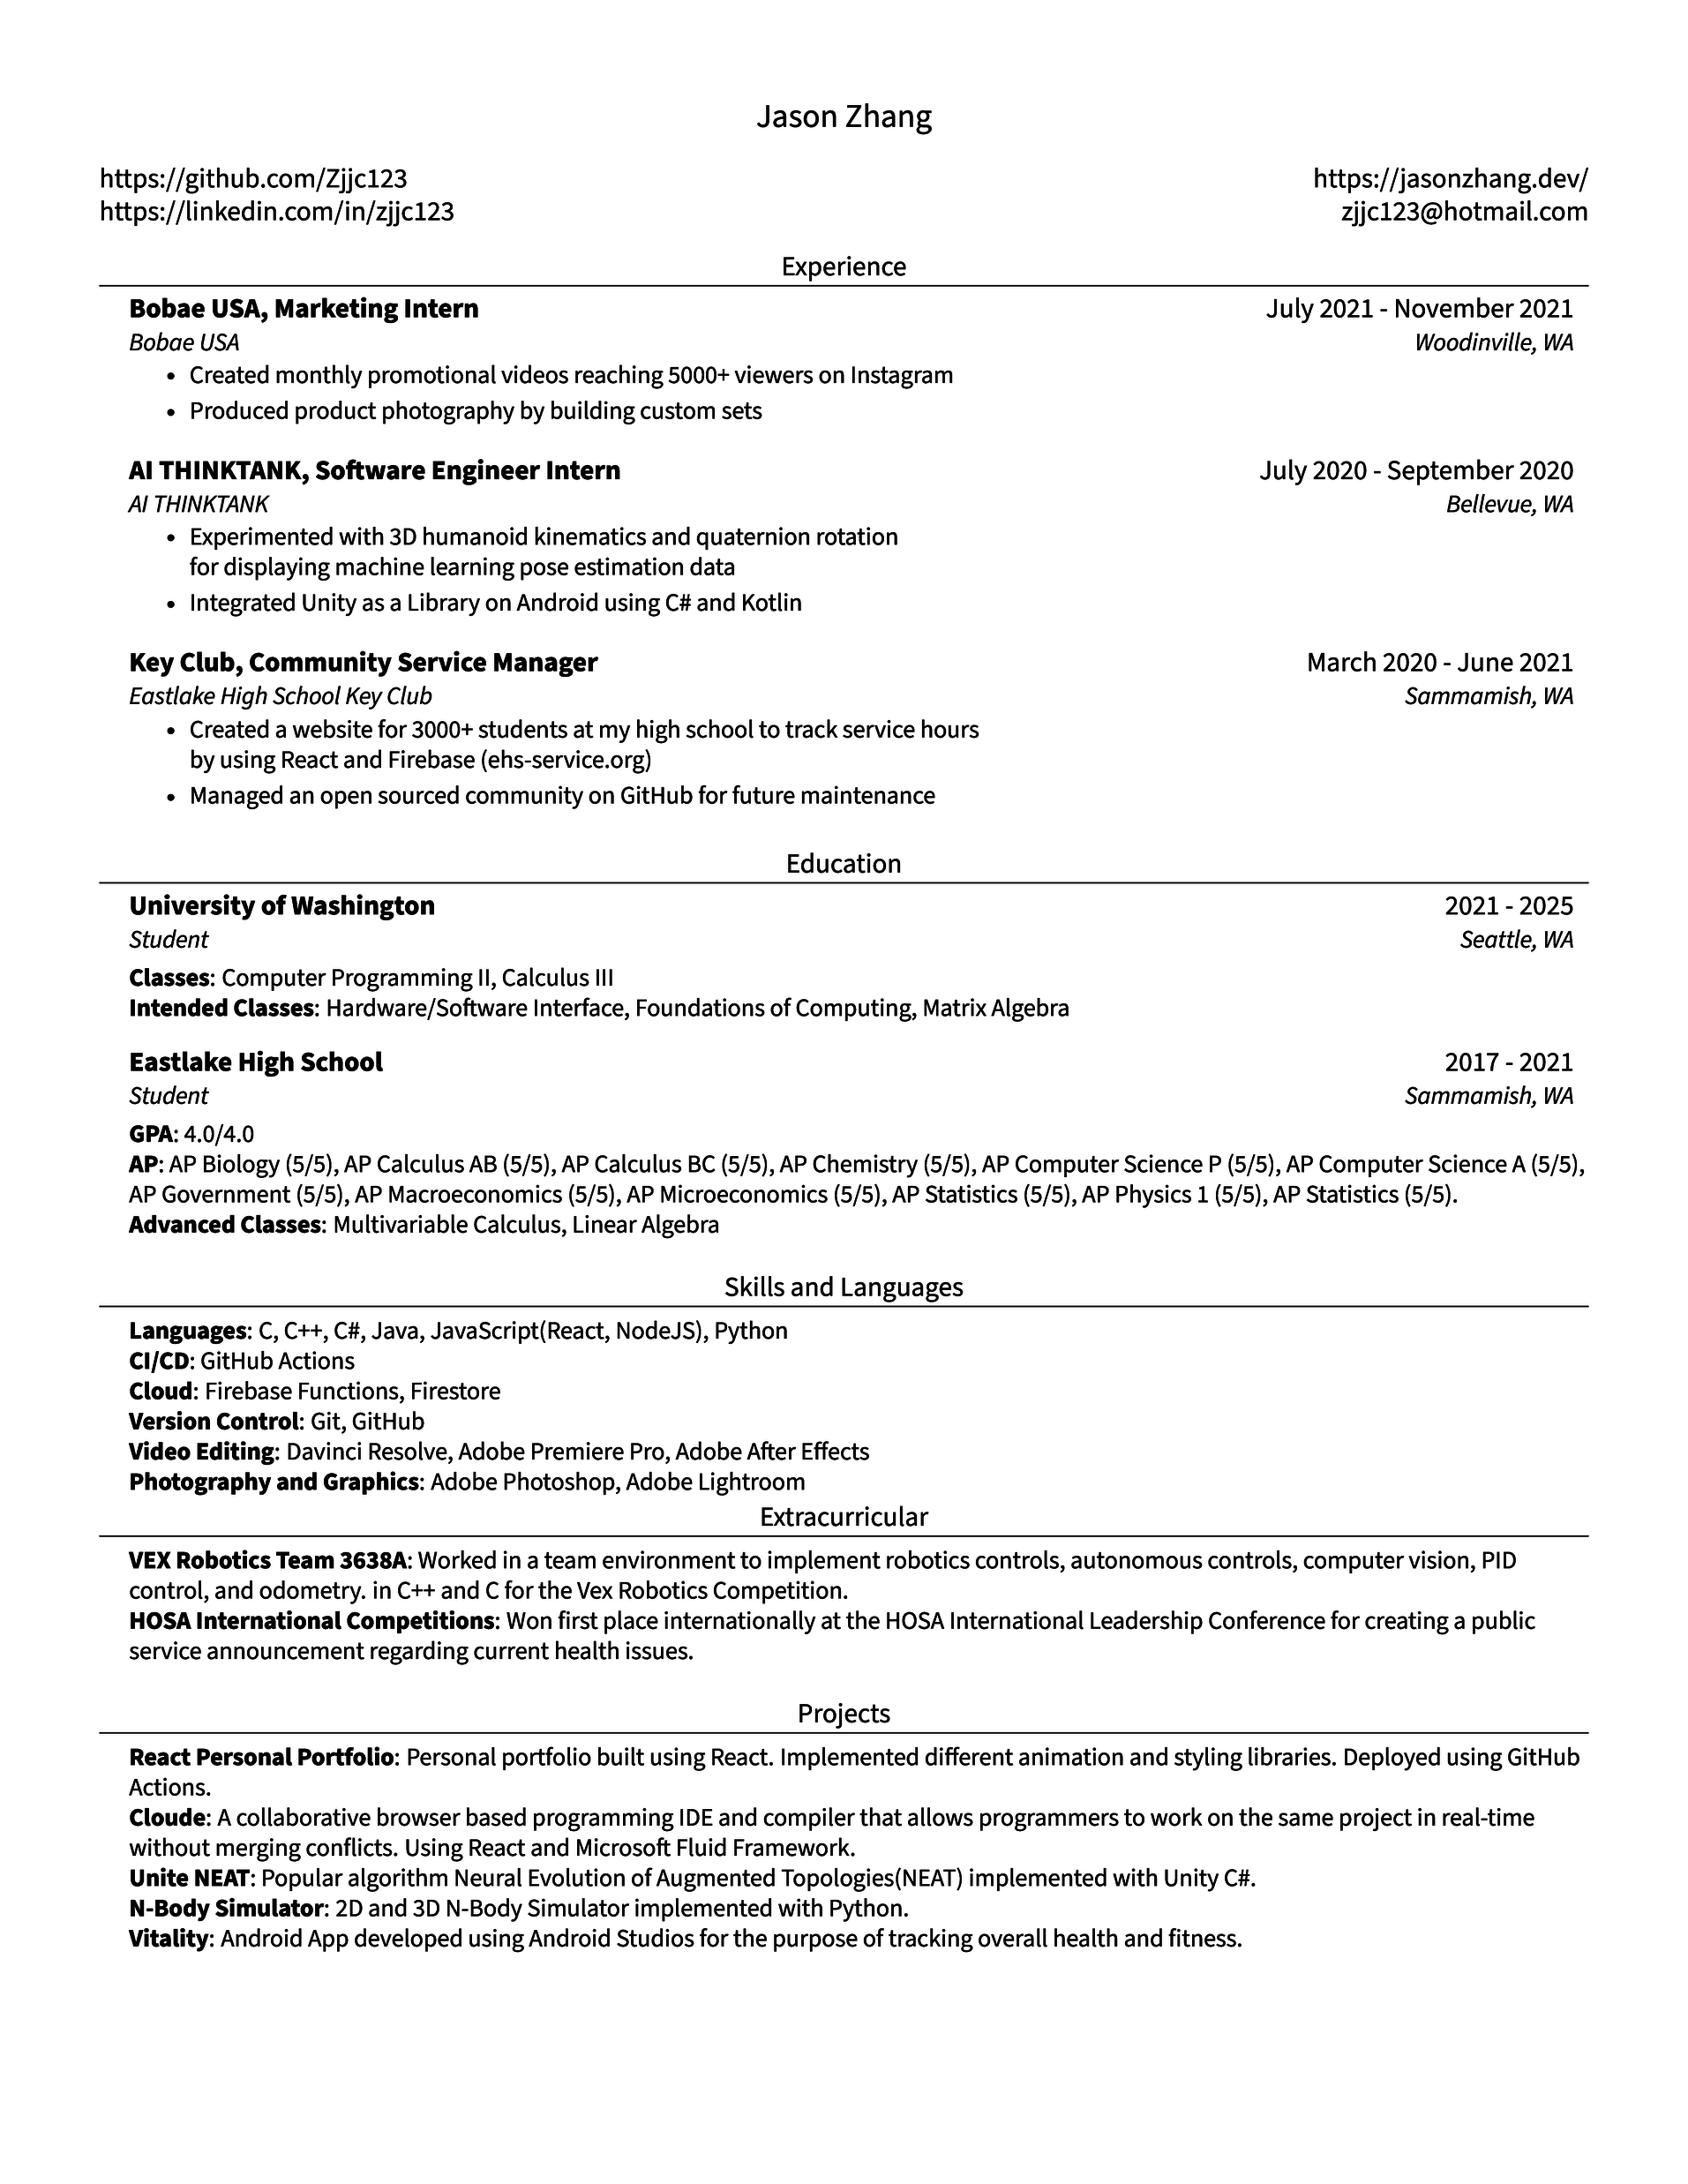 Jason Zhang
https://github.com/Zjjc123
https://jasonzhang.dev/
https://linkedin.com/in/zjjc123
zjjc123@hotmail.com
Experience
Bobae USA, Marketing Intern
July 2021 - November 2021
Bobae USA
Woodinville, WA
• Created monthly promotional videos reaching 5000+ viewers on Instagram
• Produced product photography by building custom sets
AI THINKTANK, Software Engineer Intern
July 2020 - September 2020
AI THINKTANK
Bellevue, WA
• Experimented with 3D humanoid kinematics and quaternion rotation
for displaying machine learning pose estimation data
• Integrated Unity as a Library on Android using C# and Kotlin
Key Club, Community Service Manager
March 2020 - June 2021
Eastlake High School Key Club
Sammamish, WA
• Created a website for 3000+ students at my high school to track service hours
by using React and Firebase (ehs-service.org)
• Managed an open sourced community on GitHub for future maintenance
Education
University of Washington
2021 - 2025
Student
Seattle, WA
Classes: Computer Programming II, Calculus III
Intended Classes: Hardware/Software Interface, Foundations of Computing, Matrix Algebra
Eastlake High School
2017 - 2021
Student
Sammamish, WA
GPA: 4.0/4.0
AP: AP Biology (5/5), AP Calculus AB (5/5), AP Calculus BC (5/5), AP Chemistry (5/5), AP Computer Science P (5/5), AP Computer Science A (5/5),
AP Government (5/5), AP Macroeconomics (5/5), AP Microeconomics (5/5), AP Statistics (5/5), AP Physics 1 (5/5), AP Statistics (5/5).
Advanced Classes: Multivariable Calculus, Linear Algebra
Skills and Languages
Languages: C, C++, C#, Java, JavaScript(React, NodeJS), Python
CI/CD: GitHub Actions
Cloud: Firebase Functions, Firestore
Version Control: Git, GitHub
Video Editing: Davinci Resolve, Adobe Premiere Pro, Adobe After Effects
Photography and Graphics: Adobe Photoshop, Adobe Lightroom
Extracurricular
VEX Robotics Team 3638A: Worked in a team environment to implement robotics controls, autonomous controls, computer vision, PID
control, and odometry. in C++ and C for the Vex Robotics Competition.
HOSA International Competitions: Won first place internationally at the HOSA International Leadership Conference for creating a public
service announcement regarding current health issues.
Projects
React Personal Portfolio: Personal portfolio built using React. Implemented different animation and styling libraries. Deployed using GitHub
Actions.
Cloude: A collaborative browser based programming IDE and compiler that allows programmers to work on the same project in real-time
without merging conflicts. Using React and Microsoft Fluid Framework.
Unite NEAT: Popular algorithm Neural Evolution of Augmented Topologies(NEAT) implemented with Unity C#.
N-Body Simulator: 2D and 3D N-Body Simulator implemented with Python.
Vitality: Android App developed using Android Studios for the purpose of tracking overall health and fitness.